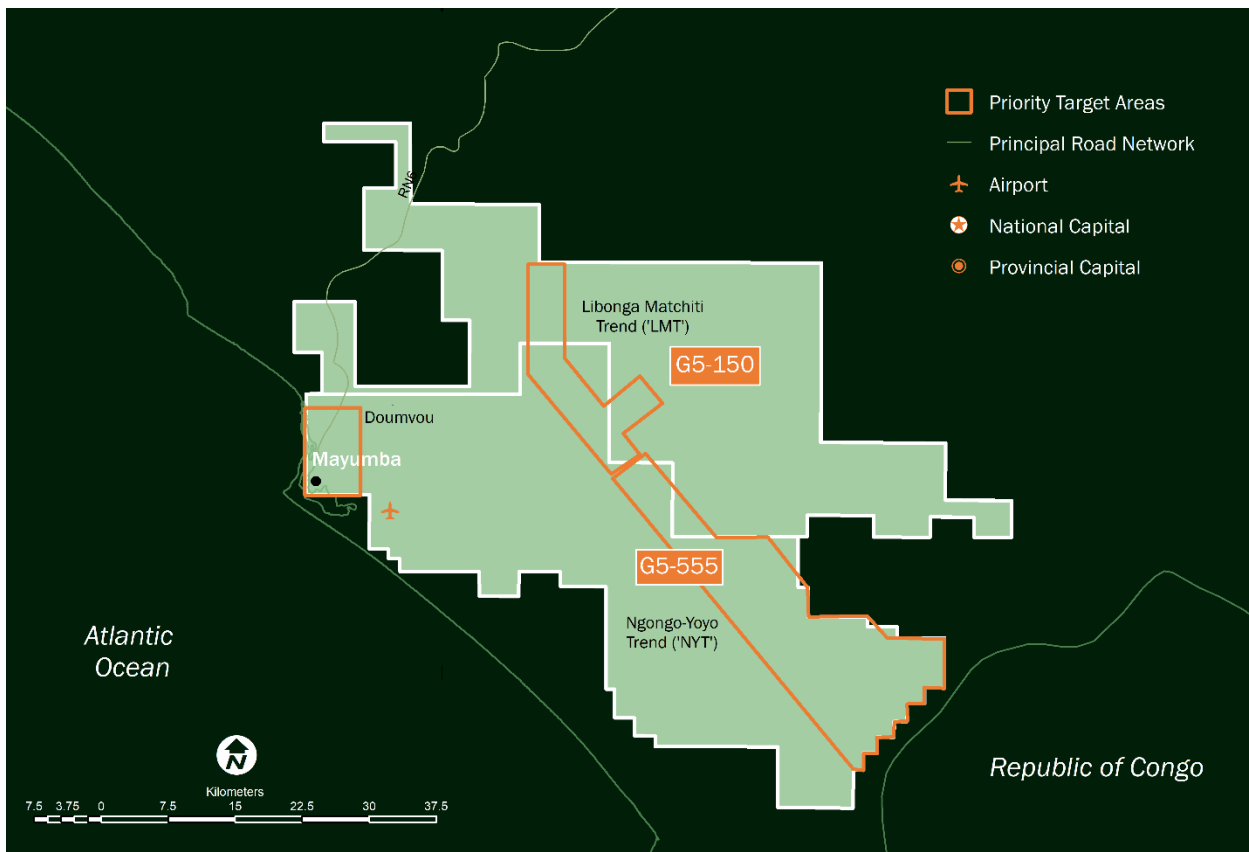 Priority Target Areas
Principal Road Network
Airport
National Capital
Provincial Capital
RN6
Libonga Matchiti
Trend ('LMT')
G5-150
Doumvou
Mayumba
G5-555
Ngongo-Yoyo
Trend ('NYT')
Atlantic
Ocean
Republic of Congo
N
Kilometers
7.5 3.75 0 7.5 15 22.5 30 37.5